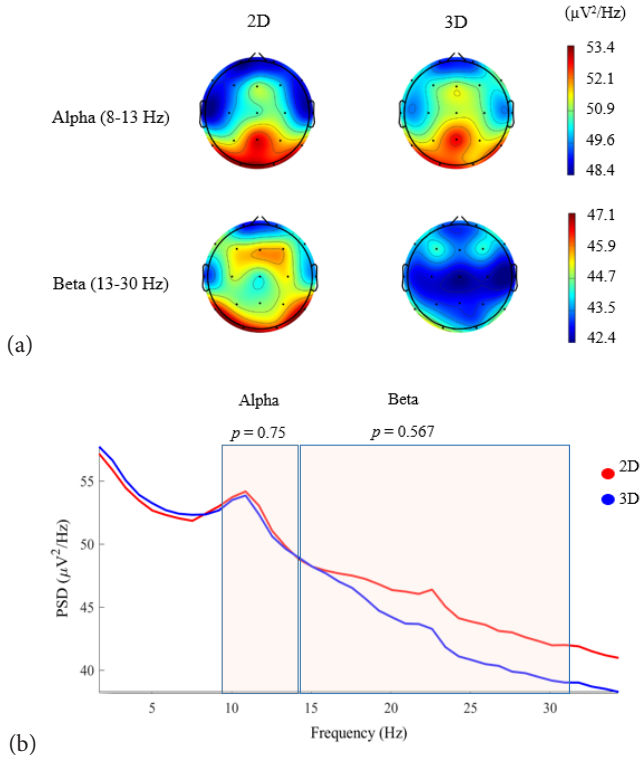 2D 3D (μV²/Hz)
Alpha (8-13 Hz)
53.4
52.1
50.9
49.6
48.4
Beta (13-30 Hz)
47.1
45.9
44.7
43.5
42.4
(a)
Alpha Beta
p = 0.75 p = 0.567
2D
3D
PSD (μV²/Hz)
55
50
45
40
5 10 15 20 25 30
Frequency (Hz)
(b)